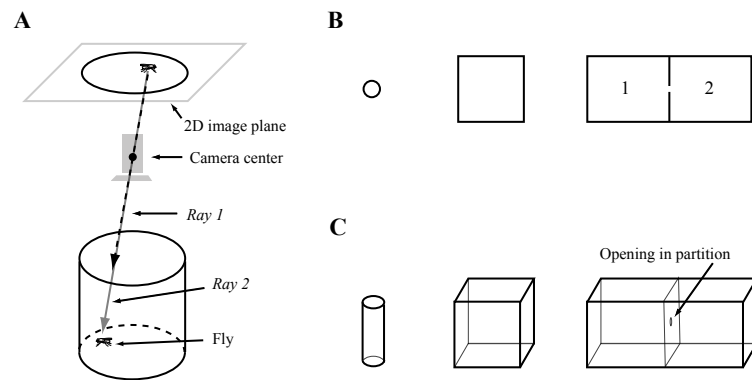 A
2D image plane
Camera center
Ray 1
Ray 2
Fly
B
1 2
C
Opening in partition